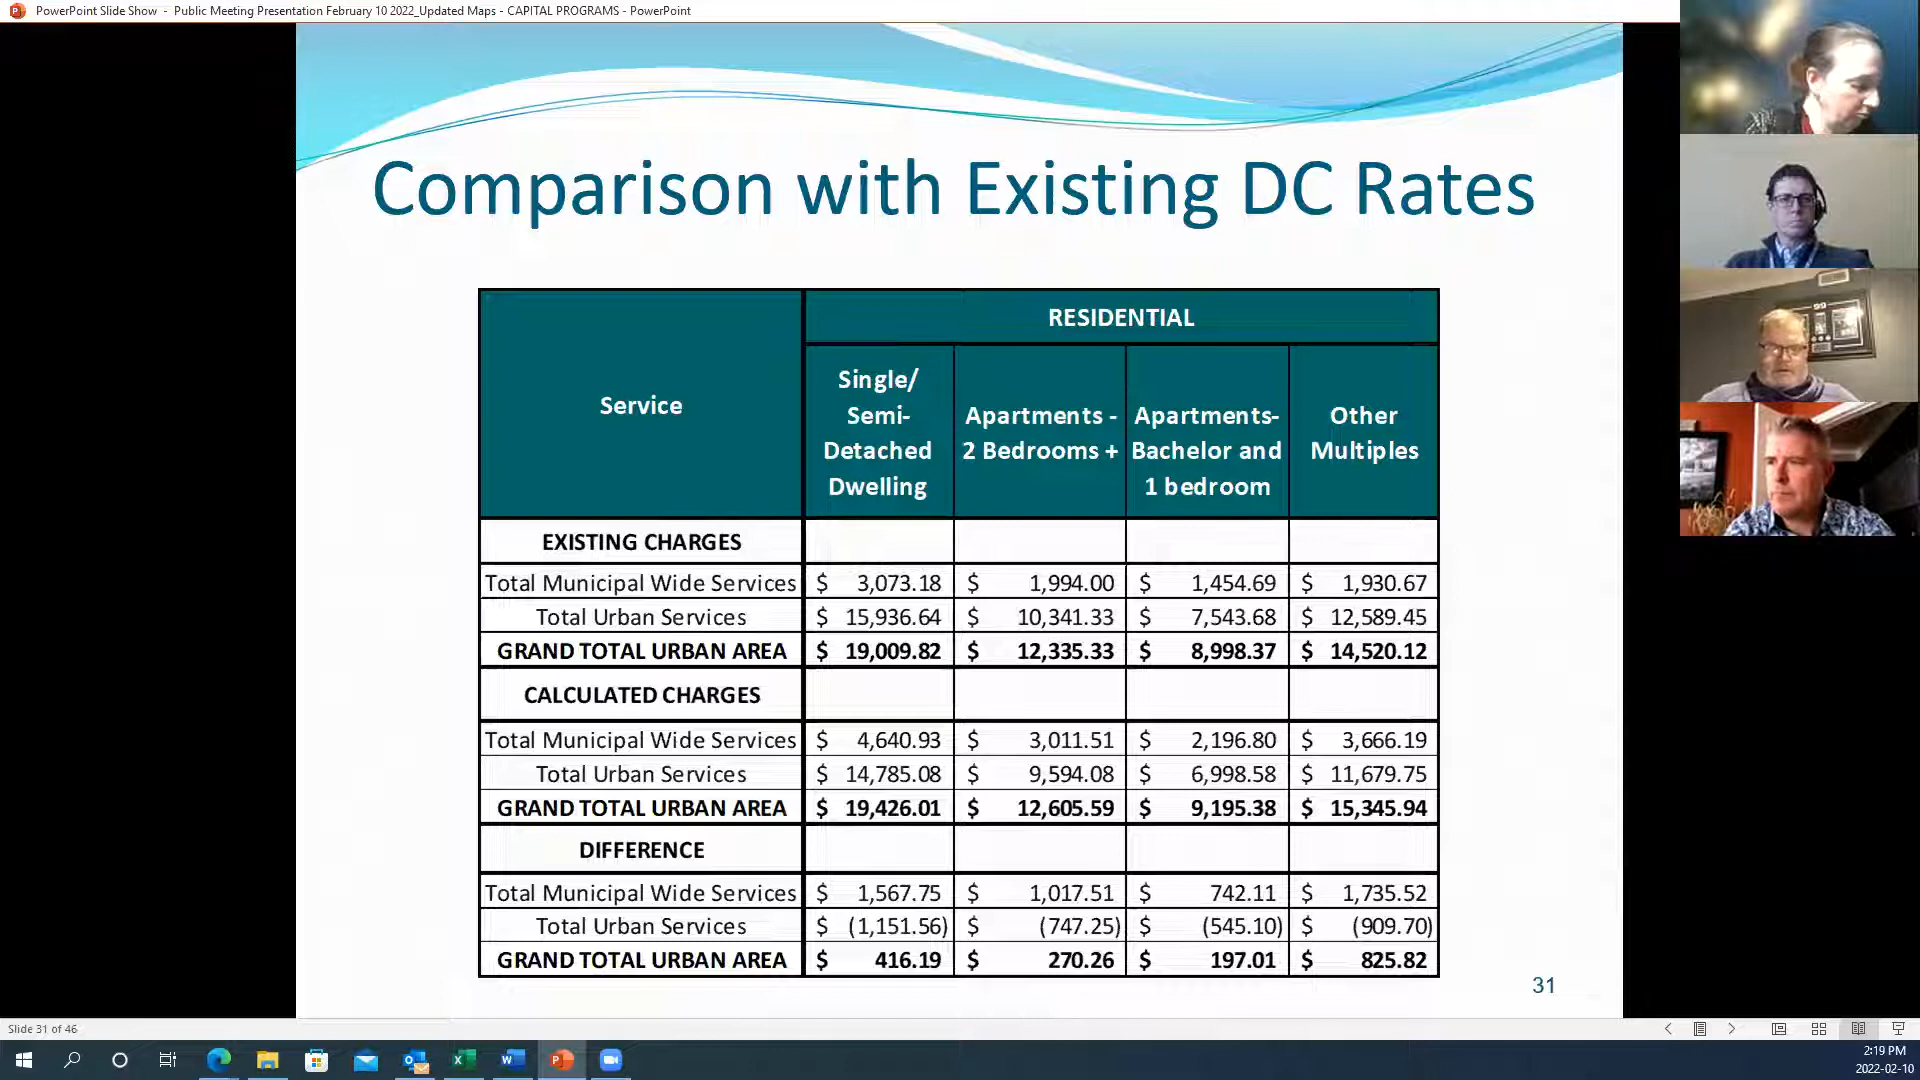 PowerPoint Slide Show - Public Meeting Presentation February 10 2022_Updated Maps - CAPITAL PROGRAMS - PowerPoint
Comparison with Existing DC Rates
Service
RESIDENTIAL
Single/
Semi-
Detached
Dwelling
Apartments -
2 Bedrooms +
Apartments-
Bachelor and
1 bedroom
Other
Multiples
EXISTING CHARGES
Total Municipal Wide Services $ 3,073.18 $ 1,994.00 $ 1,454.69 $ 1,930.67
Total Urban Services $ 15,936.64 $ 10,341.33 $ 7,543.68 $ 12,589.45
GRAND TOTAL URBAN AREA $ 19,009.82 $ 12,335.33 $ 8,998.37 $ 14,520.12
CALCULATED CHARGES
Total Municipal Wide Services $ 4,640.93 $ 3,011.51 $ 2,196.80 $ 3,666.19
Total Urban Services $ 14,785.08 $ 9,594.08 $ 6,998.58 $ 11,679.75
GRAND TOTAL URBAN AREA $ 19,426.01 $ 12,605.59 $ 9,195.38 $ 15,345.94
DIFFERENCE
Total Municipal Wide Services $ 1,567.75 $ 1,017.51 $ 742.11 $ 1,735.52
Total Urban Services $ (1,151.56) $ (747.25) $ (545.10) $ (909.70)
GRAND TOTAL URBAN AREA $ 416.19 $ 270.26 $ 197.01 $ 825.82
31
99
Slide 31 of 46
2:19 PM
2022-02-10